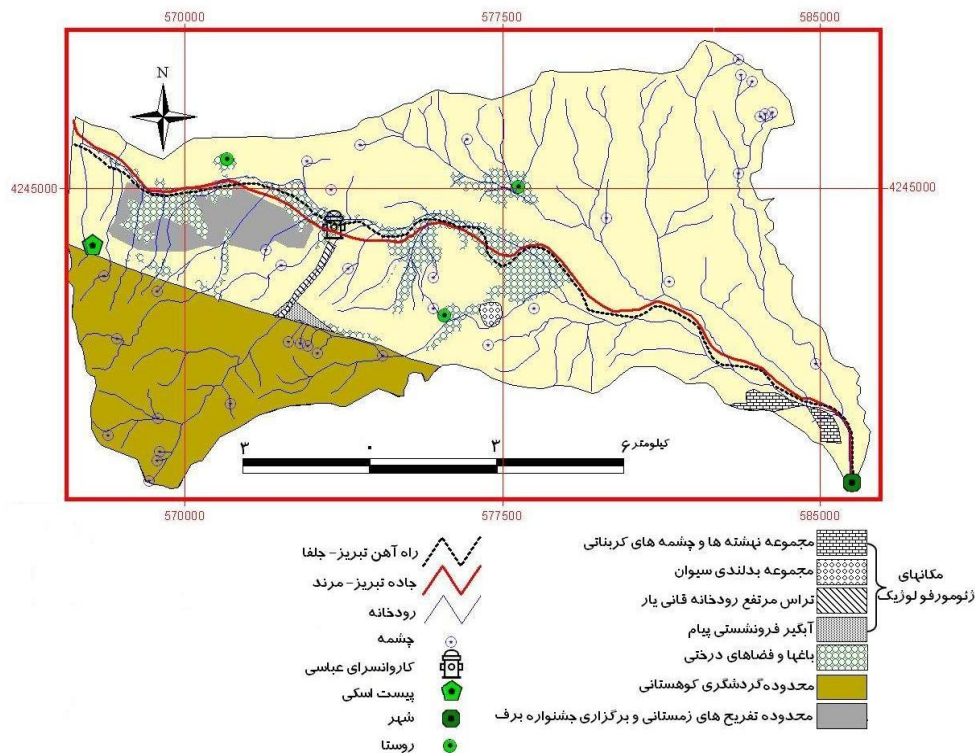 570000 577500 585000
N
4245000 4245000
۳ ۰ ۳ ۶ کیلومتر
570000 577500 585000
راه آهن تبریز- جلفا
جاده تبریز- مرند
رودخانه
چشمه
کاروانسرای عباسی
پیست اسکی
شهر
روستا
مجموعه نهشته ها و چشمه های کربناتی
مجموعه بدلندی سیوان
تراس مرتفع رودخانه قانی یار
آبگیر فرونشستی پیام
باغها و فضاهای درختی
محدوده گردشگری کوهستانی
محدوده تفریح های زمستانی و برگزاری جشنواره برف
مکانهای
ژئومورفولوژیک